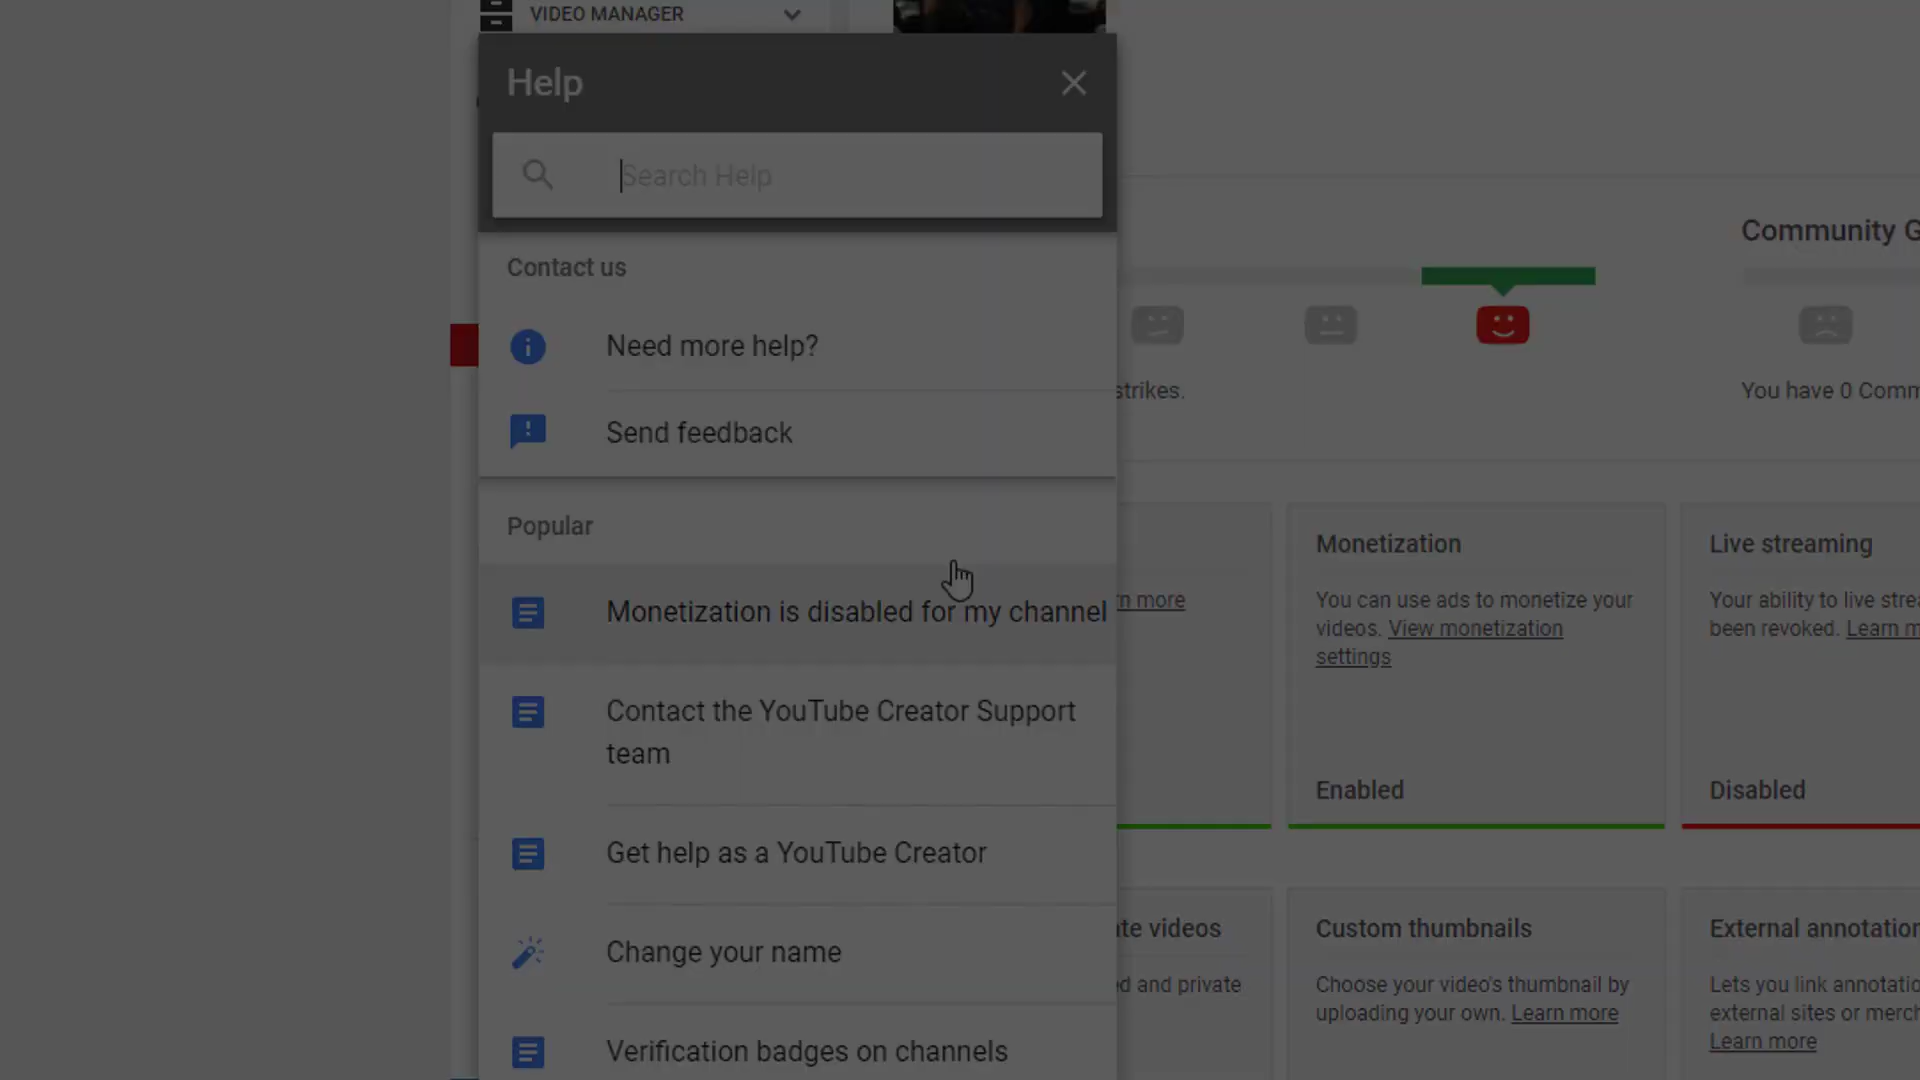 VIDEO MANAGER
Help
Search Help
Contact us
Need more help?
Send feedback
Popular
Monetization is disabled for my channel
Contact the YouTube Creator Support
team
Get help as a YouTube Creator
Change your name
Verification badges on channels
Community G
strikes.
You have 0 Comm
rn more
Monetization
You can use ads to monetize your
videos. View monetization
settings
Enabled
Live streaming
Your ability to live strea
been revoked. Learn m
Disabled
te videos
d and private
Custom thumbnails
Choose your video's thumbnail by
uploading your own. Learn more
External annotation
Lets you link annotatio
external sites or merch
Learn more